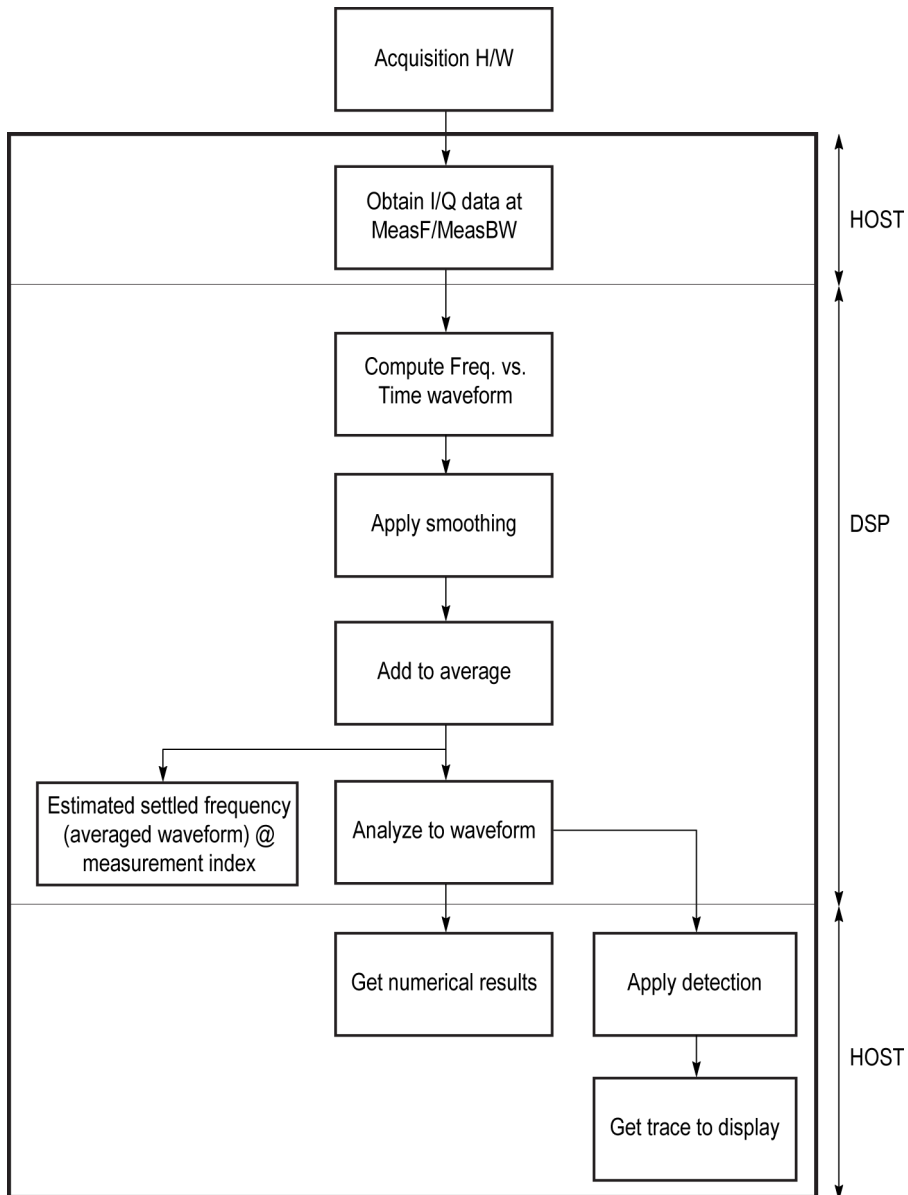 Acquisition H/W
Obtain I/Q data at
MeasF/MeasBW
HOST
Compute Freq. vs.
Time waveform
Apply smoothing
DSP
Add to average
Estimated settled frequency
(averaged waveform) @
measurement index
Analyze to waveform
Get numerical results
Apply detection
HOST
Get trace to display